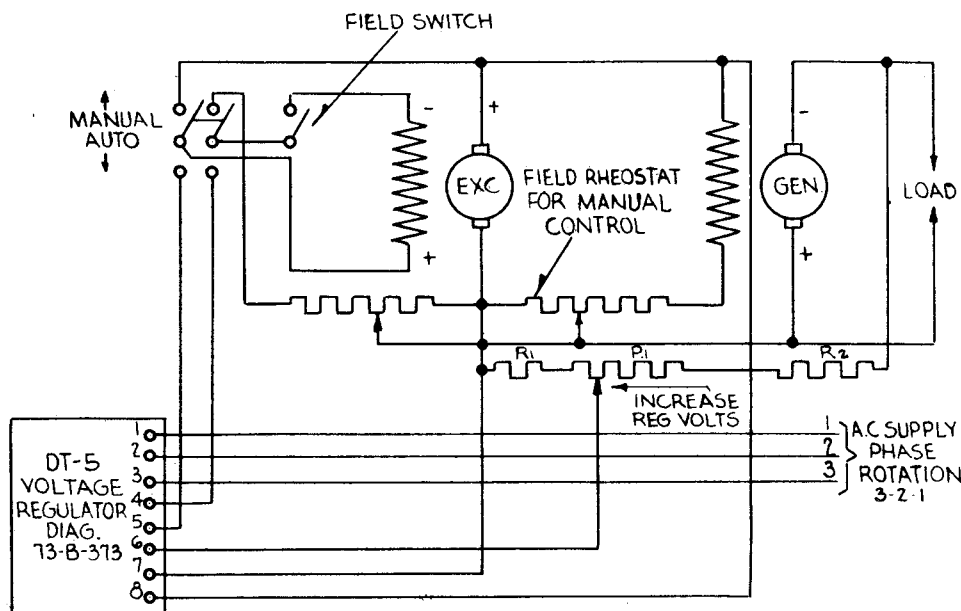 FIELD SWITCH
MANUAL
AUTO
-
+
+
EXC
FIELD RHEOSTAT
FOR MANUAL
CONTROL
-
GEN
+
LOAD
R1
P.1
R2
INCREASE
REG VOLTS
DT-5
VOLTAGE
REGULATOR
DIAG.
73-B-373
1
2
3
4
5
6
7
8
1
2
3
A.C SUPPLY
PHASE
ROTATION
3-2-1